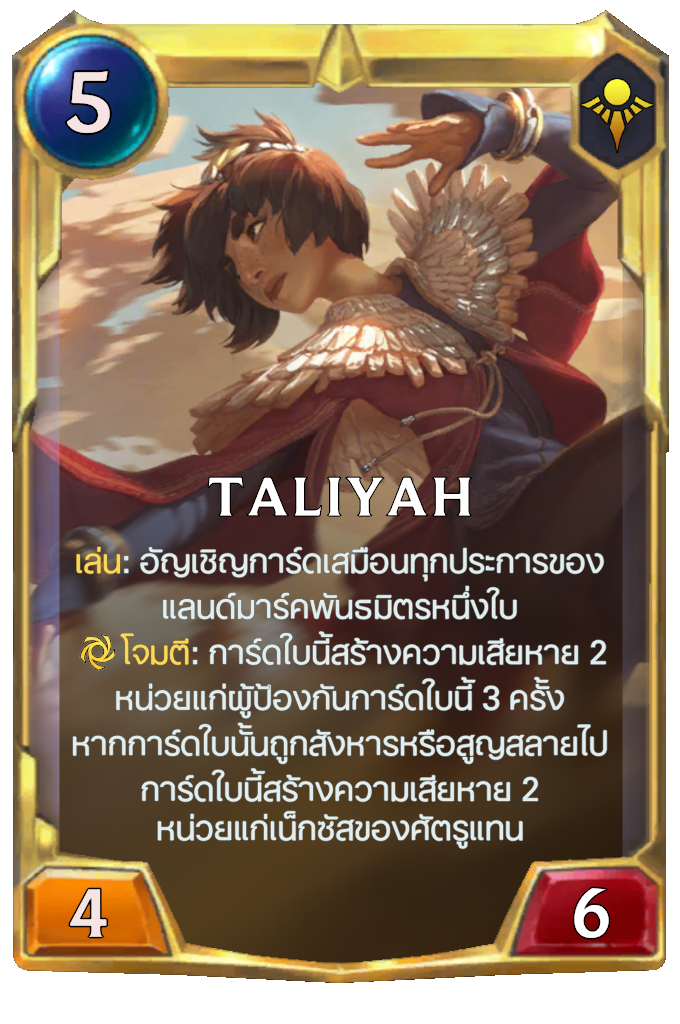 5
TALIYAH
เล่น: อัญเชิญการ์ดเสมือนทุกประการของ
แลนด์มาร์คพันธมิตรหนึ่งใบ
โจมตี: การ์ดใบนี้สร้างความเสียหาย 2
หน่วยแก่ผู้ป้องกันการ์ดใบนี้ 3 ครั้ง
หากการ์ดใบนั้นถูกสังหารหรือสูญสลายไป
การ์ดใบนี้สร้างความเสียหาย 2
หน่วยแก่เน็กซัสของศัตรูแทน
4
6